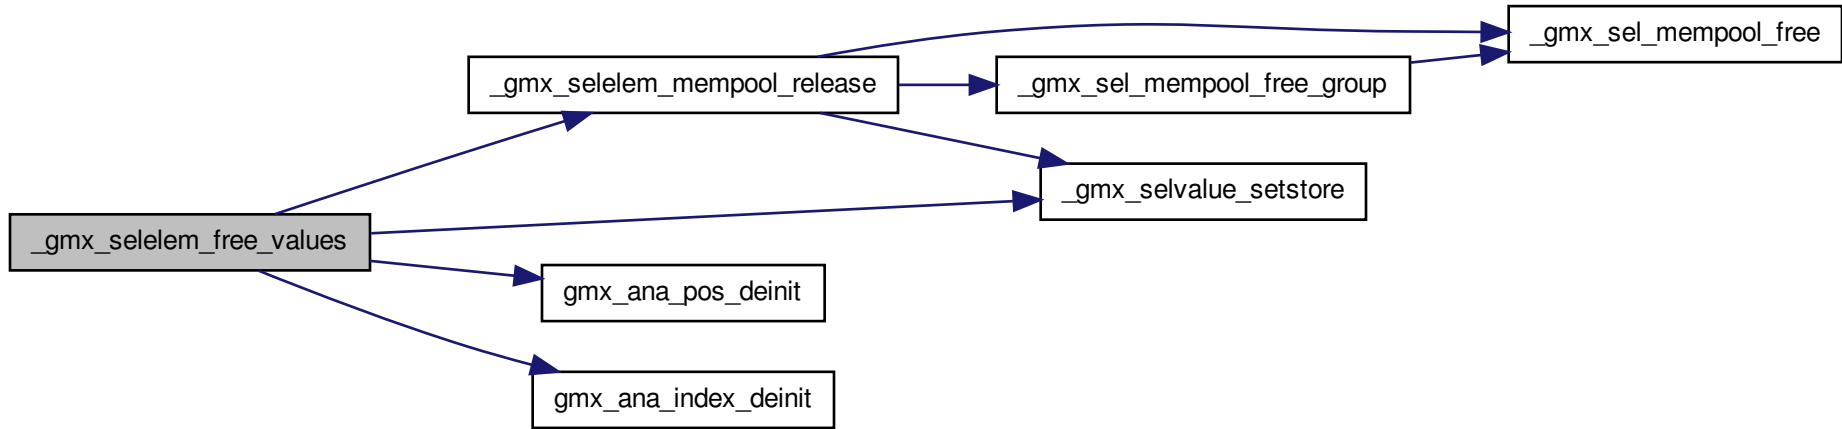 _gmx_sel_mempool_free
_gmx_selelem_mempool_release
_gmx_sel_mempool_free_group
_gmx_selvalue_setstore
_gmx_selelem_free_values
gmx_ana_pos_deinit
gmx_ana_index_deinit